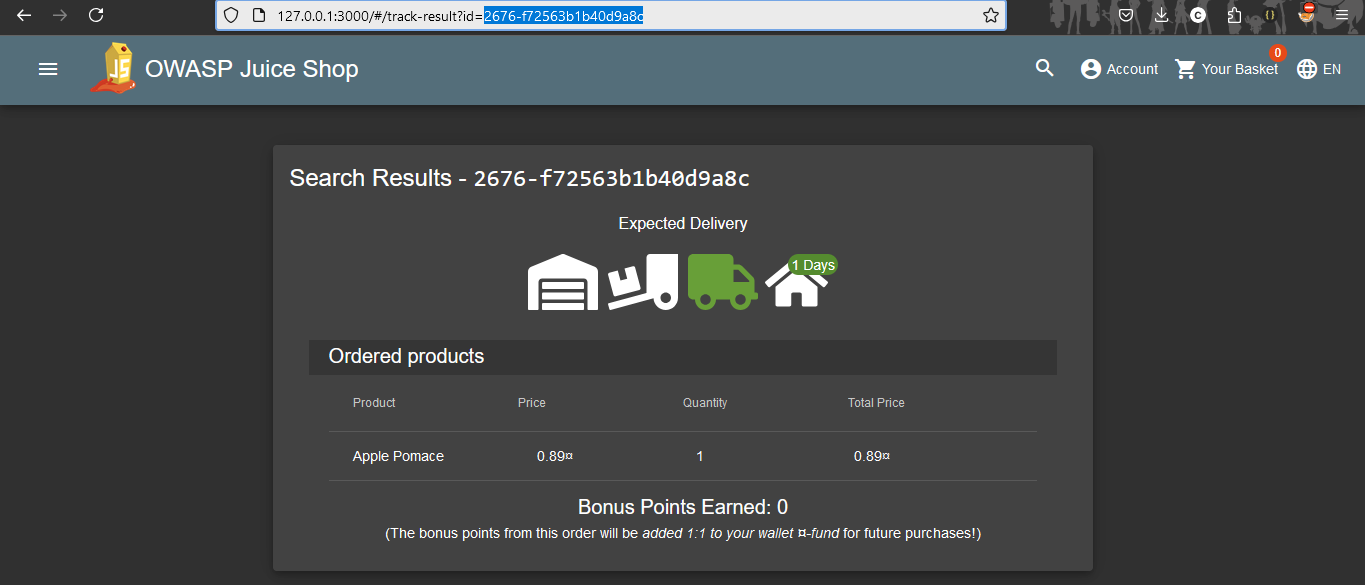 127.0.0.1:3000/#/track-result?id=2676-f72563b1b40d9a8c
C
{}
JS
OWASP Juice Shop
Account
Your Basket
0
EN
Search Results - 2676-f72563b1b40d9a8c
Expected Delivery
1 Days
Ordered products
Product Price Quantity Total Price
Apple Pomace 0.89¤ 1 0.89¤
Bonus Points Earned: 0
(The bonus points from this order will be added 1:1 to your wallet ¤-fund for future purchases!)